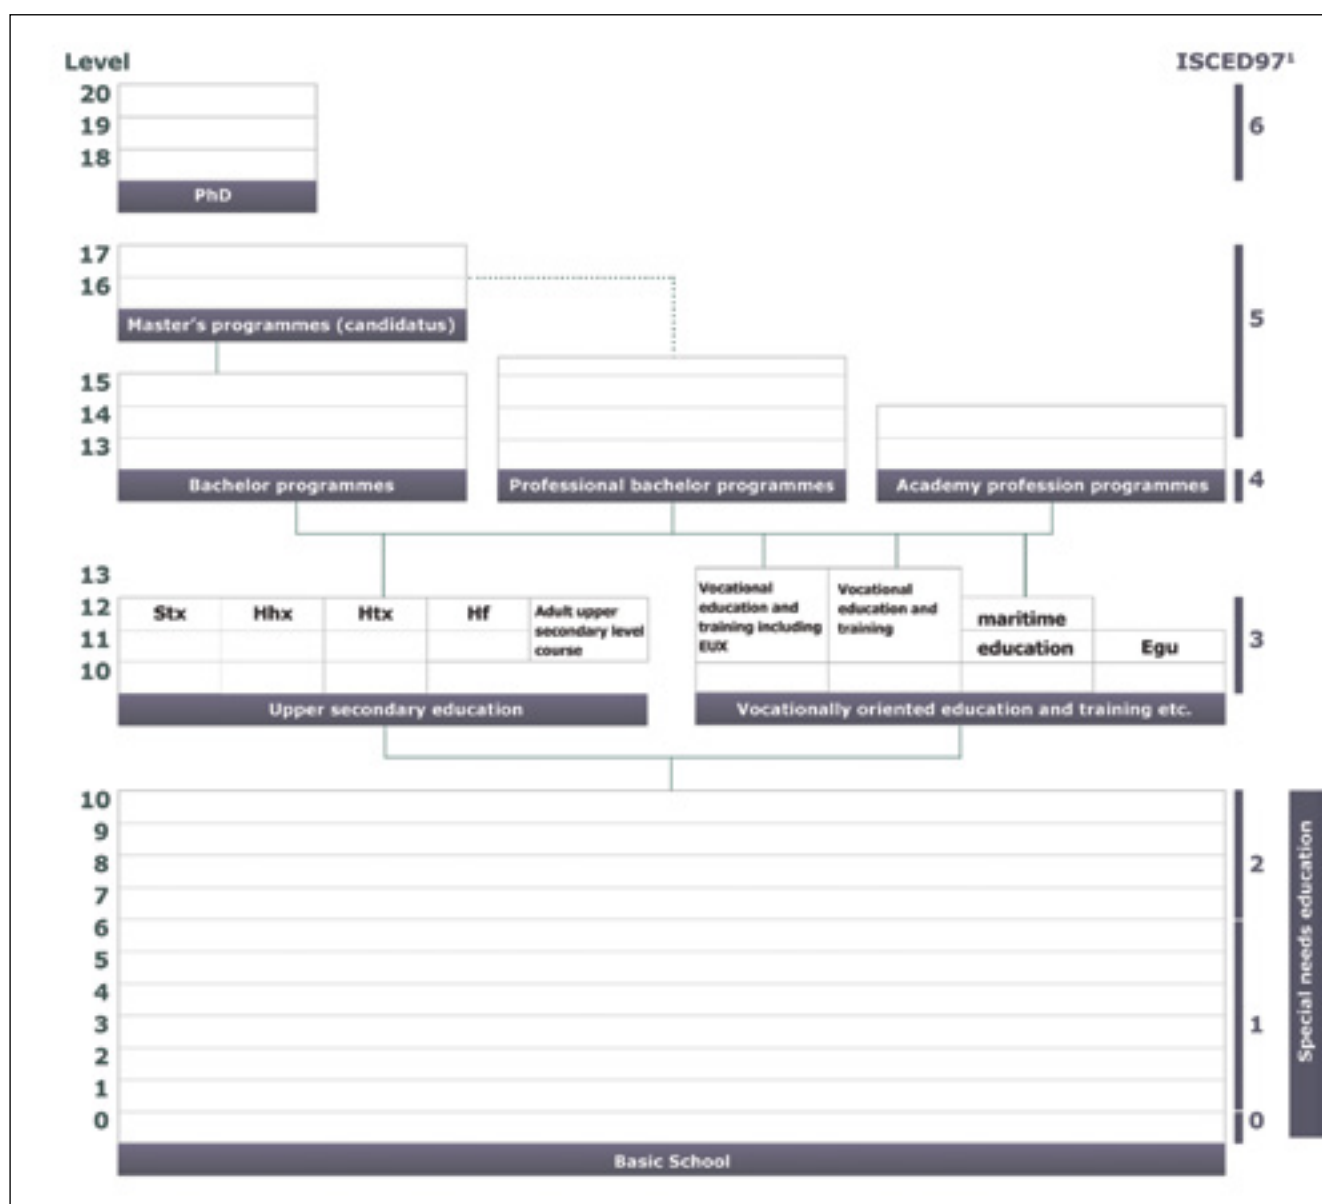 Level
ISCED97¹
20
19
18
6
PhD
17
16
Master's programmes (candidatus)
5
15
14
13
Bachelor programmes
Professional bachelor programmes
Academy profession programmes
4
13
12
11
10
Stx
Hhx
Htx
Hf
Adult upper
secondary level
course
Vocational
education and
training including
EUX
Vocational
education and
training
maritime
education
Egu
3
Upper secondary education
Vocationally oriented education and training etc.
10
9
8
7
6
5
4
3
2
1
0
2
1
0
Special needs education
Basic School